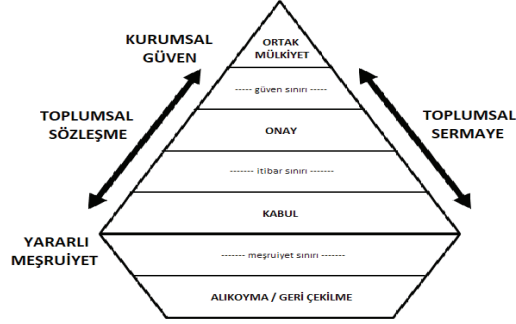 KURUMSAL
GÜVEN
ORTAK
MÜLKİYET
----- güven sınırı -----
TOPLUMSAL
SÖZLEŞME
TOPLUMSAL
SERMAYE
ONAY
------- itibar sınırı -------
KABUL
YARARLI
MEŞRUİYET
------- meşruiyet sınırı -------
ALIKOYMA / GERİ ÇEKİLME